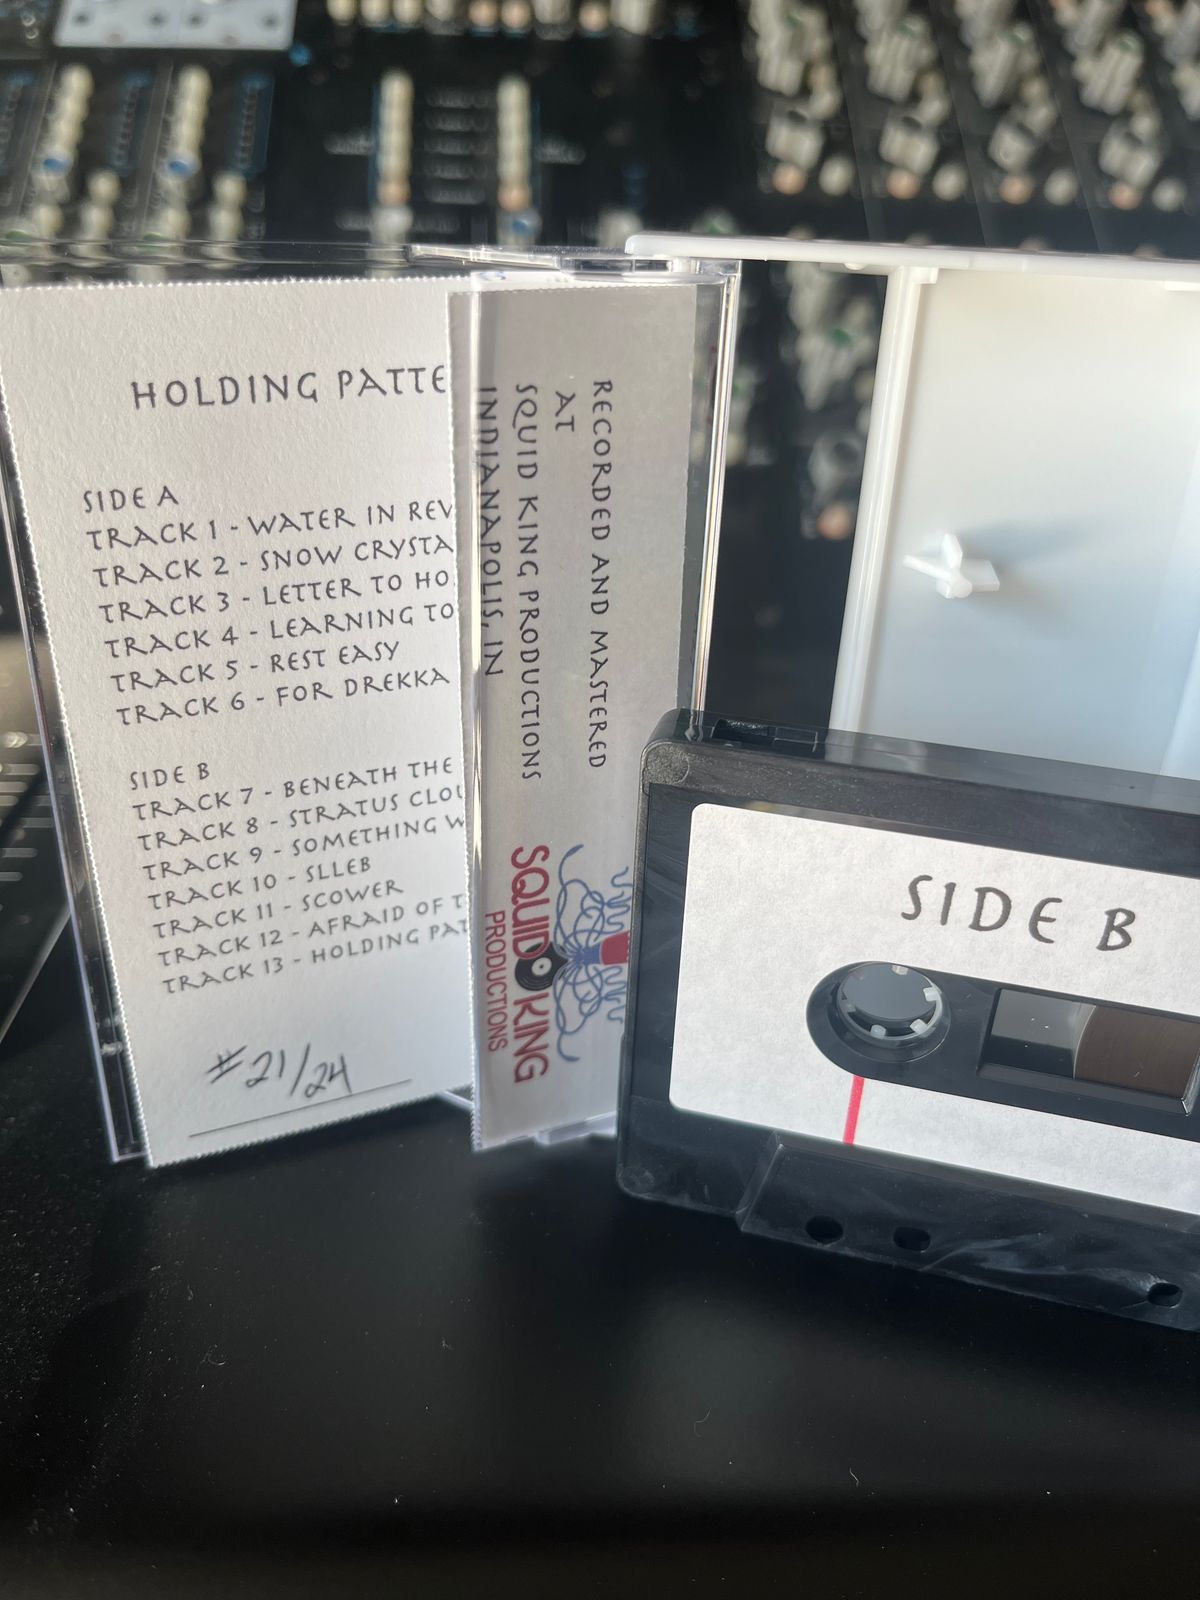 HOLDING PATTE
SIDE A
TRACK 1 - WATER IN REV
TRACK 2 - SNOW CRYSTA
TRACK 3 - LETTER TO HO
TRACK 4 - LEARNING TO
TRACK 5 - REST EASY
TRACK 6 - FOR DREKKA
SIDE B
TRACK 7 - BENEATH THE
TRACK 8 - STRATUS CLOU
TRACK 9 - SOMETHING W
TRACK 10 - SLLEB
TRACK 11 - SCOWER
TRACK 12 - AFRAID OF T
TRACK 13 - HOLDING PAT
#21/24
RECORDED AND MASTERED
AT
SQUID KING PRODUCTIONS
INDIANAPOLIS, IN
SQUID KING
PRODUCTIONS
SIDE B